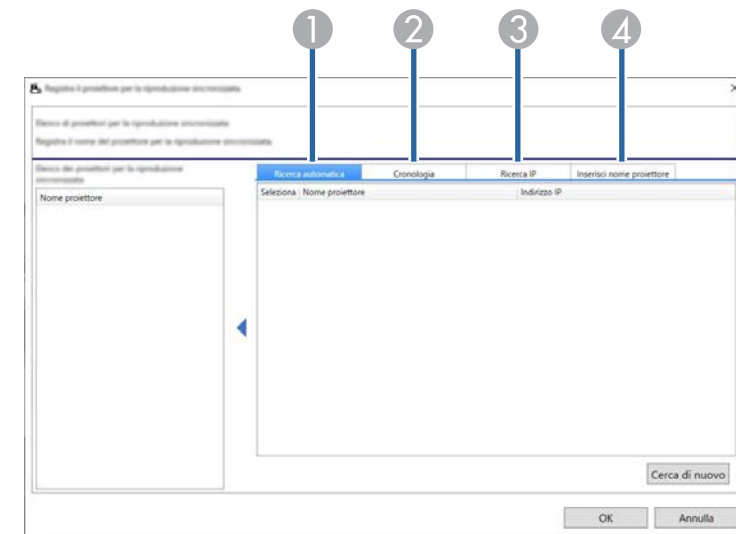 1 2 3 4
Registra il proiettore per la riproduzione sincronizzata
Elenco di proiettori per la riproduzione sincronizzata
Registra il nome del proiettore per la riproduzione sincronizzata.
Elenco dei proiettori per la riproduzione
sincronizzata
Ricerca automatica Cronologia Ricerca IP Inserisci nome proiettore
Nome proiettore
Seleziona Nome proiettore Indirizzo IP
Cerca di nuovo
OK Annulla